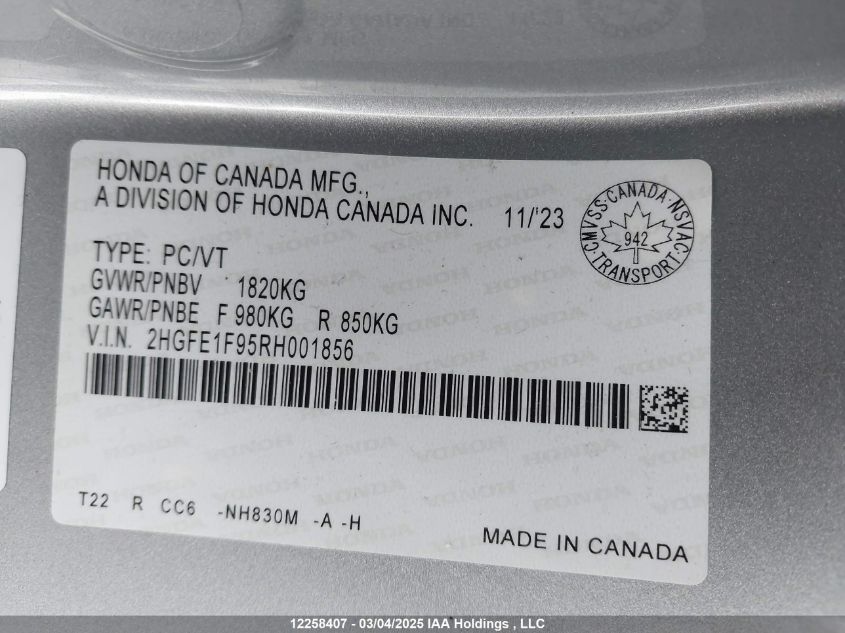 HONDA OF CANADA MFG.,
A DIVISION OF HONDA CANADA INC. 11/'23
CMVSS·CANADA·NSVAC
942
TRANSPORT
TYPE: PC/VT
GVWR/PNBV 1820KG
GAWR/PNBE F 980KG R 850KG
V.I.N. 2HGFE1F95RH001856
T22 R CC6 -NH830M -A -H
MADE IN CANADA
12258407 - 03/04/2025 IAA Holdings , LLC